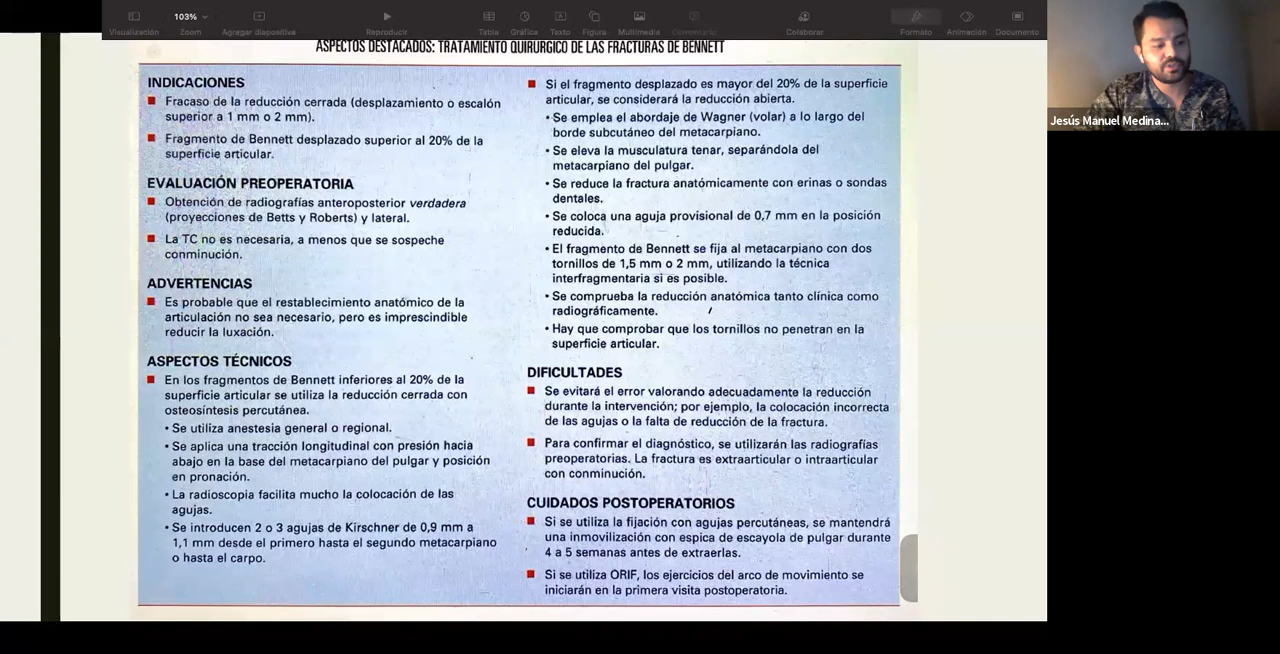 103%
Visualización
Zoom
Agregar diapositiva
Reproducir
Tabla
Gráfica
Texto
Figura
Multimedia
Comentario
Colaborar
Formato
Animación
Documento
Jesús Manuel Medina...
ASPECTOS DESTACADOS: TRATAMIENTO QUIRÚRGICO DE LAS FRACTURAS DE BENNETT
INDICACIONES
Fracaso de la reducción cerrada (desplazamiento o escalón
superior a 1 mm o 2 mm).
Fragmento de Bennett desplazado superior al 20% de la
superficie articular.
EVALUACIÓN PREOPERATORIA
Obtención de radiografías anteroposterior verdadera
(proyecciones de Betts y Roberts) y lateral.
La TC no es necesaria, a menos que se sospeche
conminución.
ADVERTENCIAS
Es probable que el restablecimiento anatómico de la
articulación no sea necesario, pero es imprescindible
reducir la luxación.
ASPECTOS TÉCNICOS
En los fragmentos de Bennett inferiores al 20% de la
superficie articular se utiliza la reducción cerrada con
osteosíntesis percutánea.
• Se utiliza anestesia general o regional.
• Se aplica una tracción longitudinal con presión hacia
abajo en la base del metacarpiano del pulgar y posición
en pronación.
• La radioscopia facilita mucho la colocación de las
agujas.
• Se introducen 2 o 3 agujas de Kirschner de 0,9 mm a
1,1 mm desde el primero hasta el segundo metacarpiano
o hasta el carpo.
Si el fragmento desplazado es mayor del 20% de la superficie
articular, se considerará la reducción abierta.
• Se emplea el abordaje de Wagner (volar) a lo largo del
borde subcutáneo del metacarpiano.
• Se eleva la musculatura tenar, separándola del
metacarpiano del pulgar.
• Se reduce la fractura anatómicamente con erinas o sondas
dentales.
• Se coloca una aguja provisional de 0,7 mm en la posición
reducida.
• El fragmento de Bennett se fija al metacarpiano con dos
tornillos de 1,5 mm o 2 mm, utilizando la técnica
interfragmentaria si es posible.
• Se comprueba la reducción anatómica tanto clínica como
radiográficamente.
• Hay que comprobar que los tornillos no penetran en la
superficie articular.
DIFICULTADES
Se evitará el error valorando adecuadamente la reducción
durante la intervención; por ejemplo, la colocación incorrecta
de las agujas o la falta de reducción de la fractura.
Para confirmar el diagnóstico, se utilizarán las radiografías
preoperatorias. La fractura es extraarticular o intraarticular
con conminución.
CUIDADOS POSTOPERATORIOS
Si se utiliza la fijación con agujas percutáneas, se mantendrá
una inmovilización con espica de escayola de pulgar durante
4 a 5 semanas antes de extraerlas.
Si se utiliza ORIF, los ejercicios del arco de movimiento se
iniciarán en la primera visita postoperatoria.